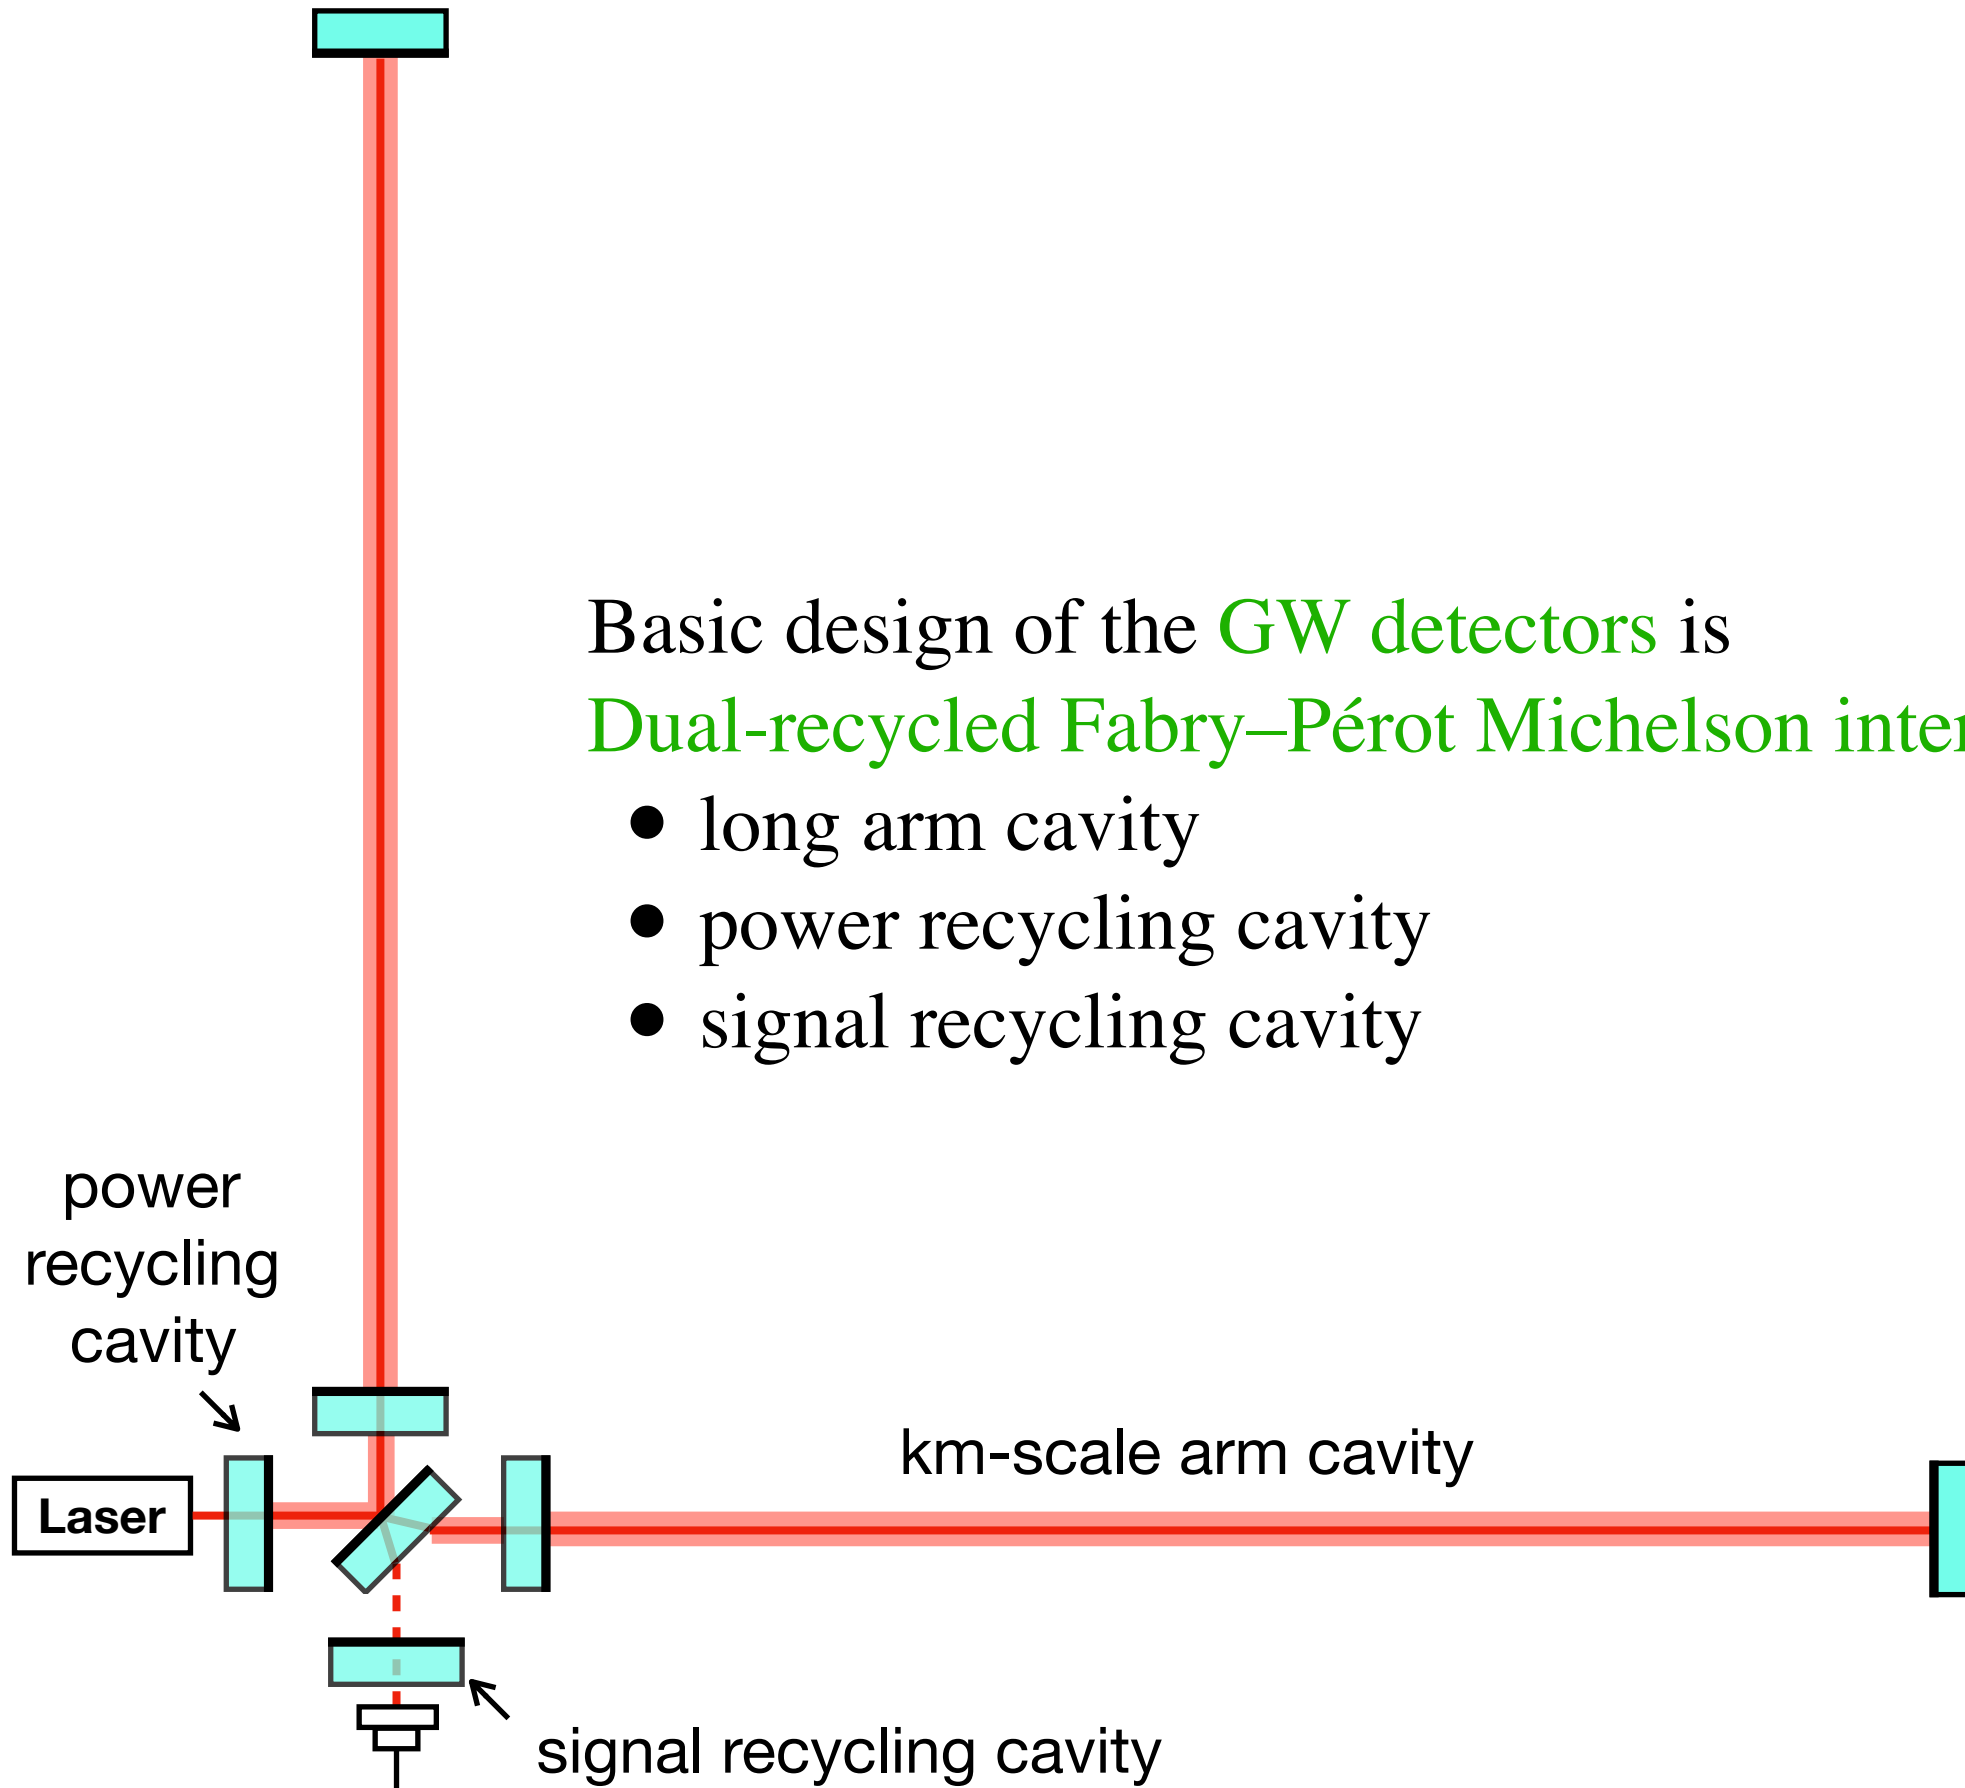 Basic design of the GW detectors is
Dual-recycled Fabry–Pérot Michelson
● long arm cavity
● power recycling cavity
● signal recycling cavity
power
recycling
cavity
km-scale arm cavity
Laser
signal recycling cavity